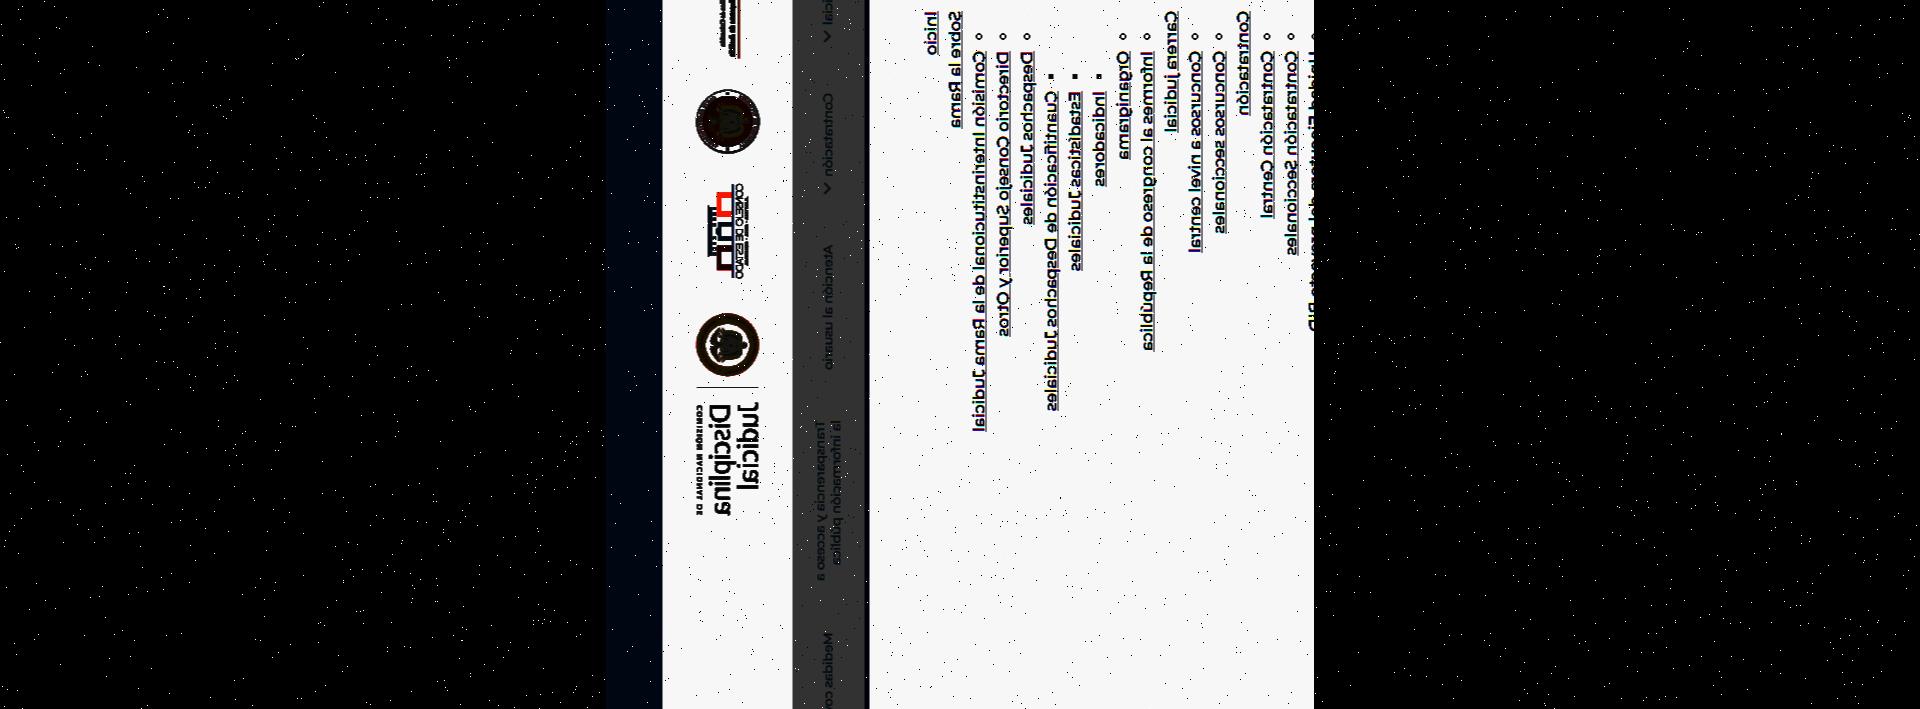 CONSEJO DE ESTADO
COMISIÓN NACIONAL DE
Disciplina
Judicial
Contratación
Atención al usuario
Transparencia y acceso a
la información pública
Medidas
Inicio
Sobre la Rama
Comisión Interinstitucional de la Rama Judicial
Directorio Consejo Superior y Otros
Despachos Judiciales
Cuantificación de Despachos Judiciales
Estadísticas Judiciales
Indicadores
Organigrama
Informes al congreso de la República
Carrera judicial
Concursos a nivel central
Concursos seccionales
Contratación
Contratación Central
Contratación Seccionales